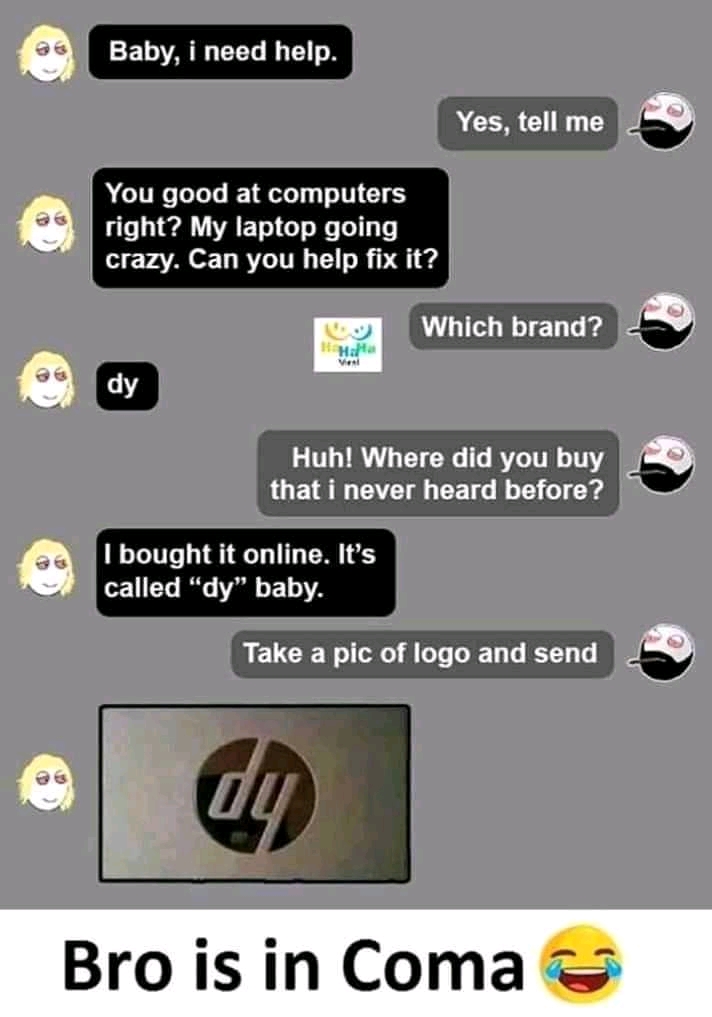 Baby, i need help.
Yes, tell me
You good at computers
right? My laptop going
crazy. Can you help fix it?
Which brand?
HaHaHa
Viral
dy
Huh! Where did you buy
that i never heard before?
I bought it online. It’s
called “dy” baby.
Take a pic of logo and send
dy
Bro is in Coma